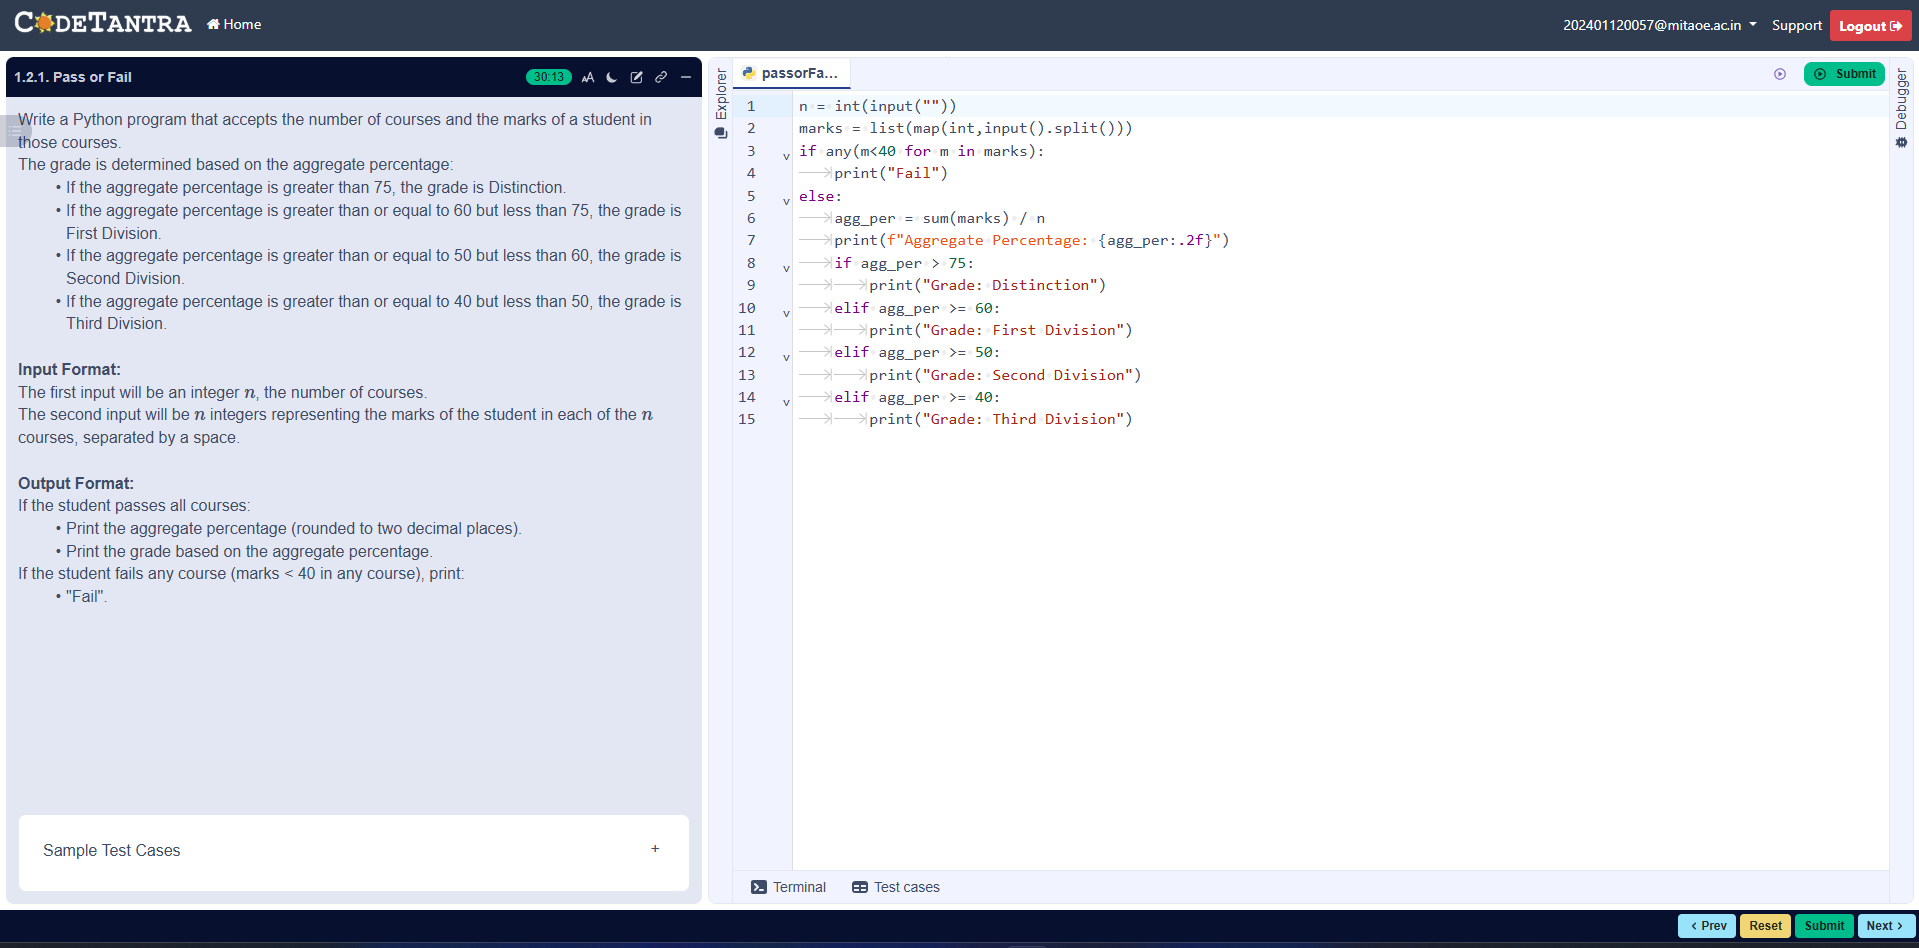 CODETANTRA Home 202401120057@mitaoe.ac.in Support Logout
1.2.1. Pass or Fail 30:13 AA
Write a Python program that accepts the number of courses and the marks of a student in
those courses.
The grade is determined based on the aggregate percentage:
• If the aggregate percentage is greater than 75, the grade is Distinction.
• If the aggregate percentage is greater than or equal to 60 but less than 75, the grade is
First Division.
• If the aggregate percentage is greater than or equal to 50 but less than 60, the grade is
Second Division.
• If the aggregate percentage is greater than or equal to 40 but less than 50, the grade is
Third Division.
Input Format:
The first input will be an integer n, the number of courses.
The second input will be n integers representing the marks of the student in each of the n
courses, separated by a space.
Output Format:
If the student passes all courses:
• Print the aggregate percentage (rounded to two decimal places).
• Print the grade based on the aggregate percentage.
If the student fails any course (marks < 40 in any course), print:
• "Fail".
Sample Test Cases +
Explorer
passorFa...
Submit
Debugger
1 n = int(input(""))
2 marks = list(map(int,input().split()))
3 if any(m<40 for m in marks):
4 print("Fail")
5 else:
6 agg_per = sum(marks) / n
7 print(f"Aggregate Percentage: {agg_per:.2f}")
8 if agg_per > 75:
9 print("Grade: Distinction")
10 elif agg_per >= 60:
11 print("Grade: First Division")
12 elif agg_per >= 50:
13 print("Grade: Second Division")
14 elif agg_per >= 40:
15 print("Grade: Third Division")
Terminal Test cases
< Prev Reset Submit Next >